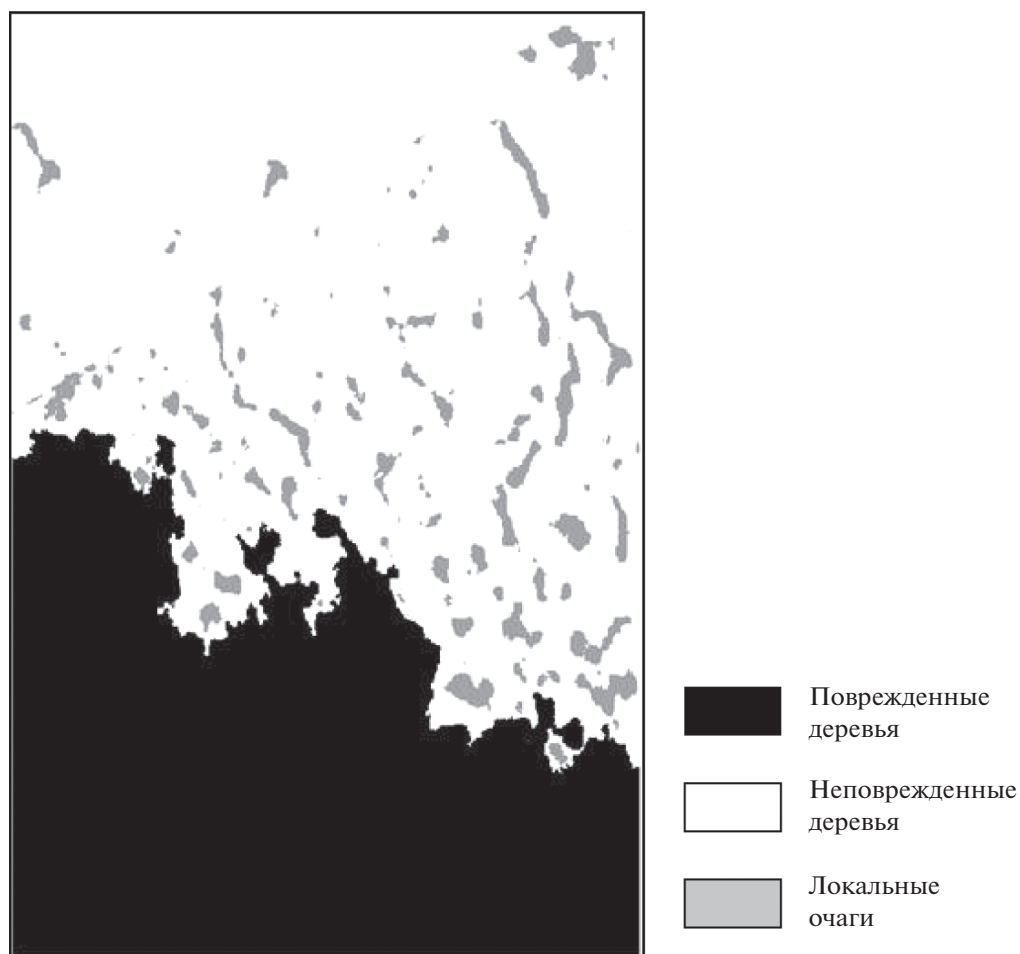 Поврежденные
деревья
Неповрежденные
деревья
Локальные
очаги